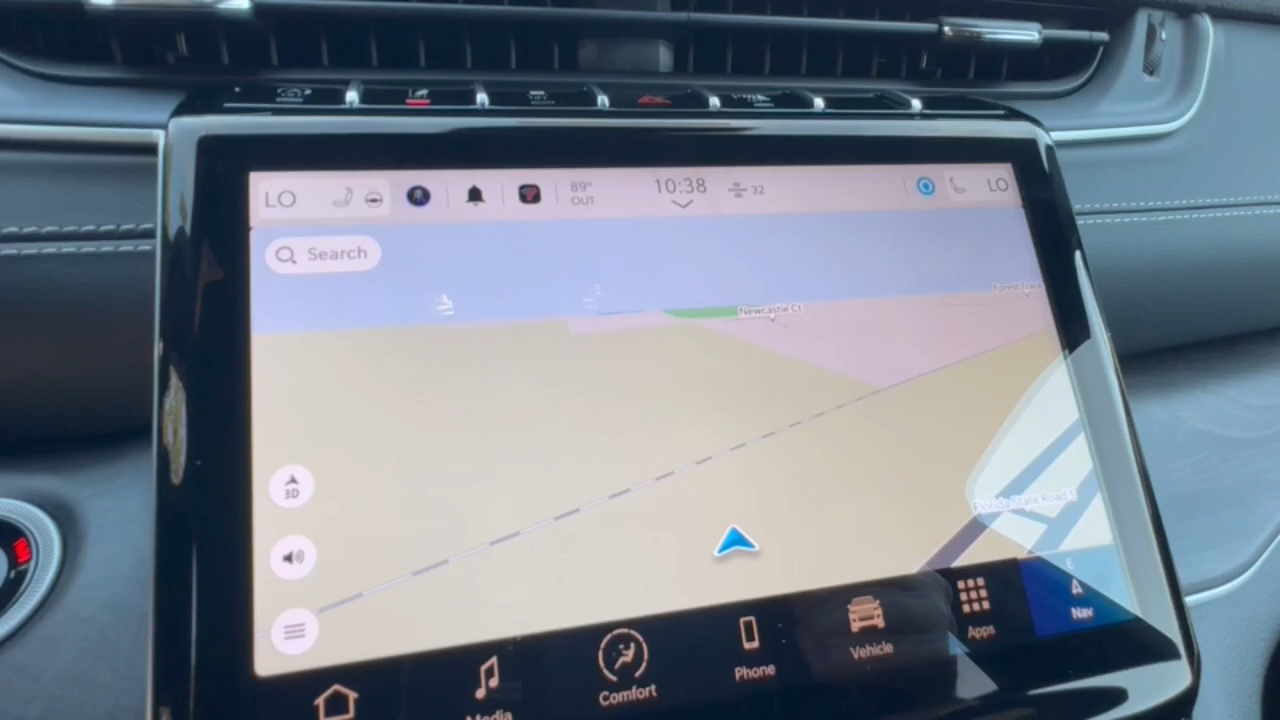 LO
89°
OUT
10:38
32
LO
Search
Newcastle Ct
Forest Trace
3D
Florida State Road 5
E
Nav
Apps
Vehicle
Phone
Comfort
Media